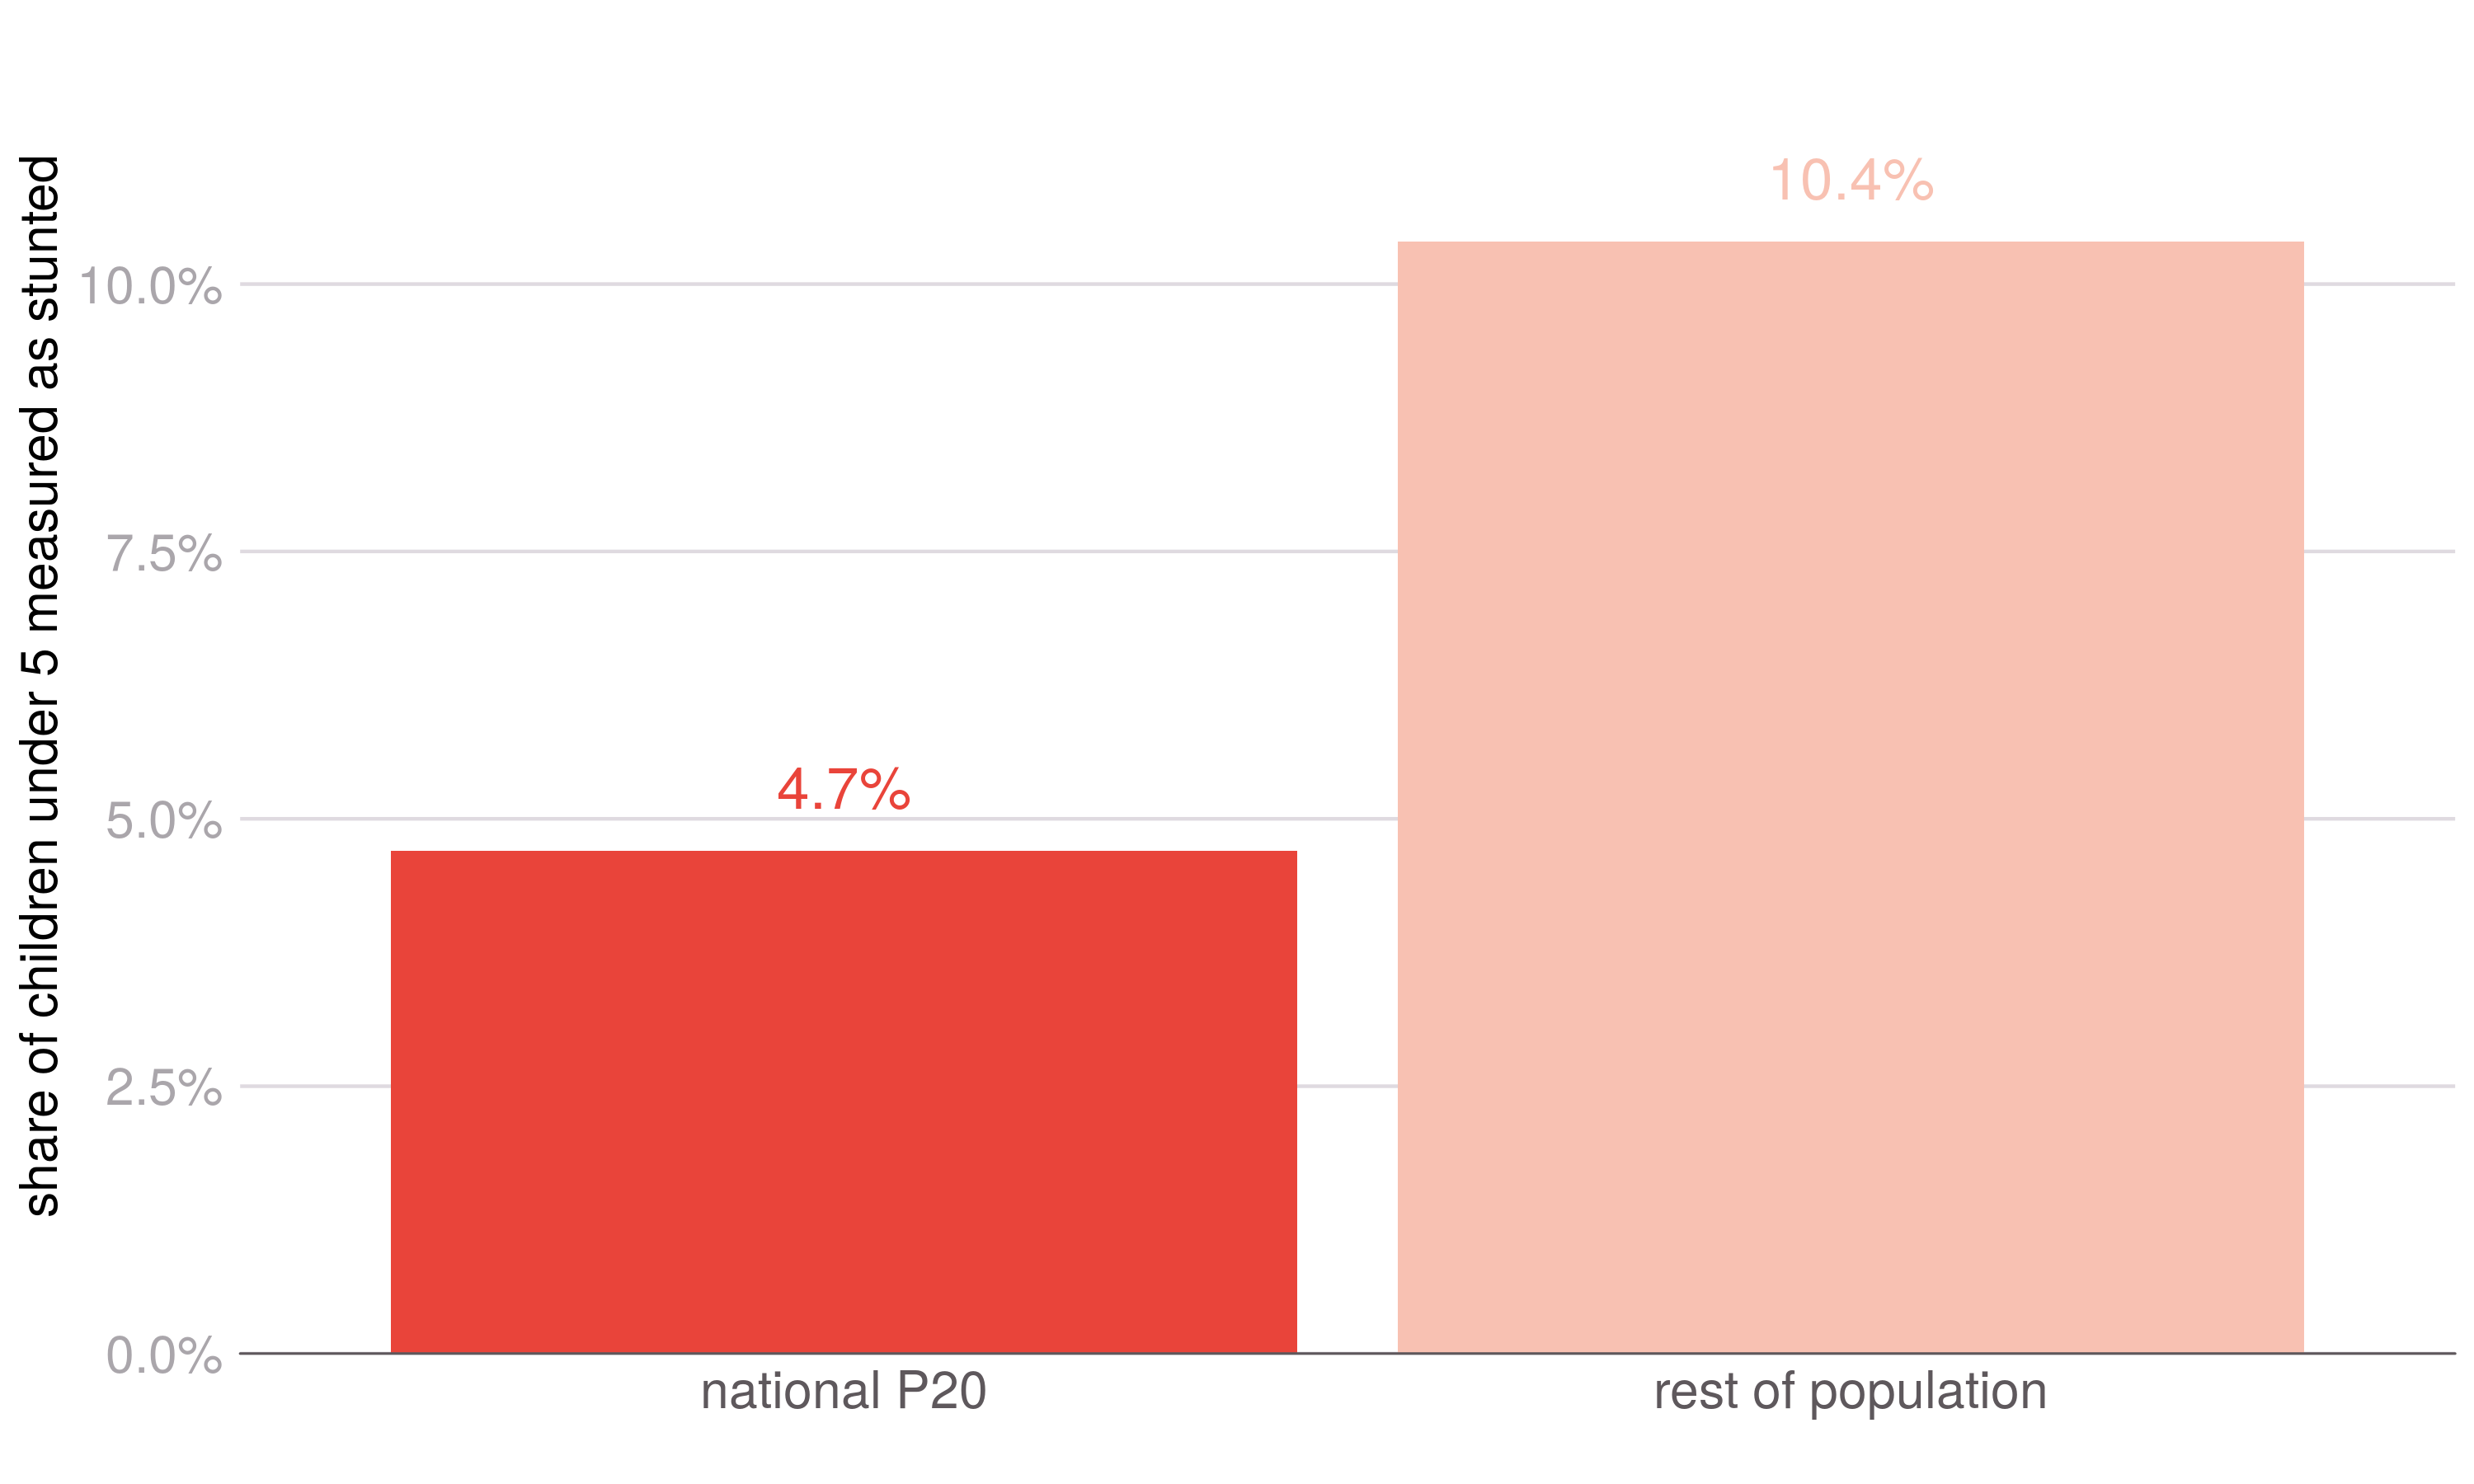 share of children under 5 measured as stunted
10.4%
10.0%
7.5%
4.7%
5.0%
2.5%
0.0%
national P20
rest of population